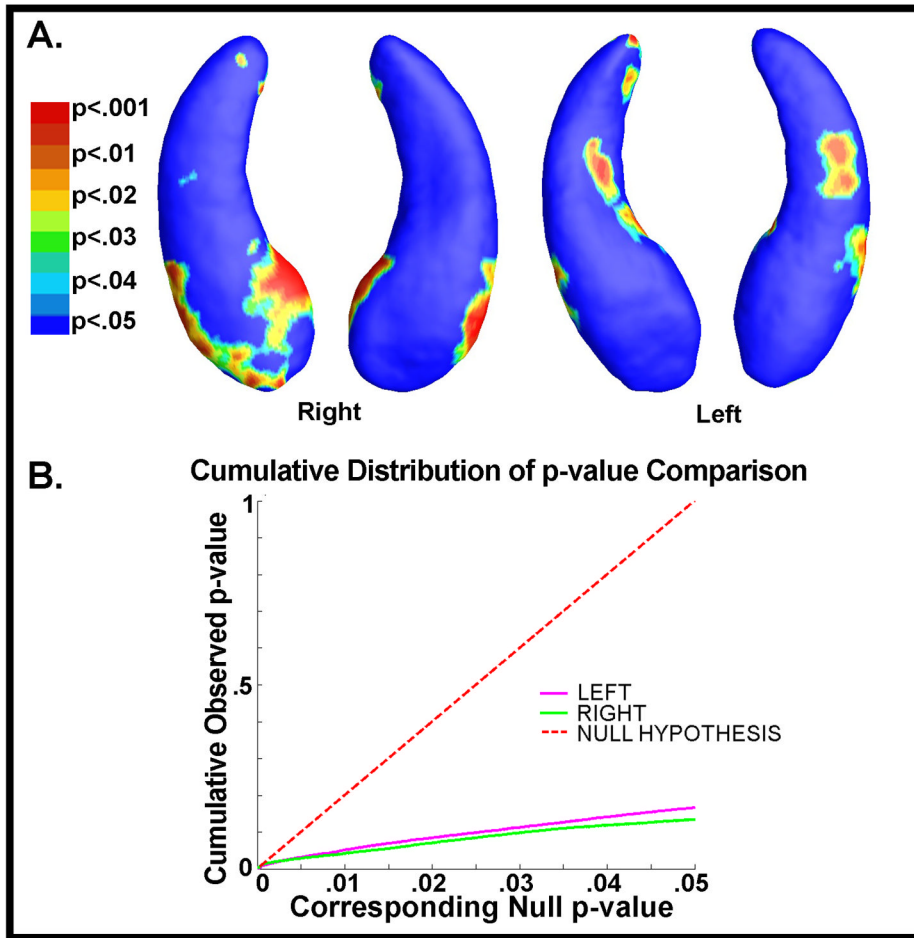 A.
p<.001
p<.01
p<.02
p<.03
p<.04
p<.05
Right
Left
B.
Cumulative Distribution of p-value Comparison
Cumulative Observed p-value
1
.5
0
LEFT
RIGHT
NULL HYPOTHESIS
0 .01 .02 .03 .04 .05
Corresponding Null p-value